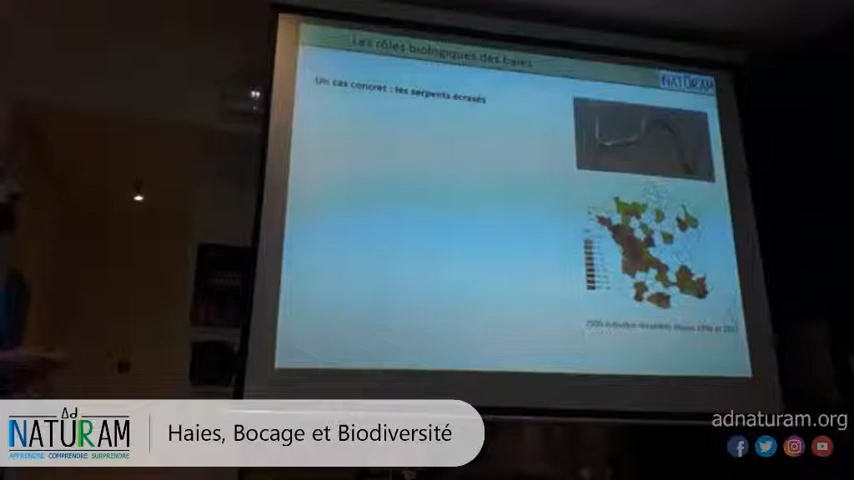 Les rôles biologiques des haies
NATURAM
Un cas concret : les serpents écrasés
Ad
NATURAM
APPRENDRE COMPRENDRE SURPRENDRE
Haies, Bocage et Biodiversité
adnaturam.org